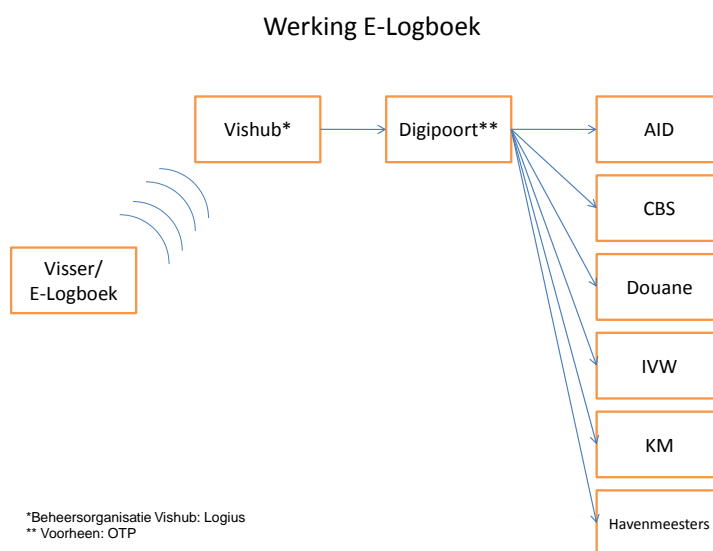 Werking E-Logboek
Vishub*
Digipoort**
AID
CBS
Visser/
E-Logboek
Douane
IVW
KM
Havenmeesters
*Beheersorganisatie Vishub: Logius
** Voorheen: OTP